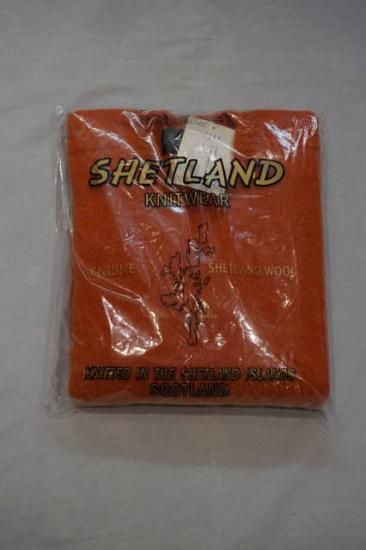 SHETLAND
KNITWEAR
GENUINE SHETLAND WOOL
KNITTED IN THE SHETLAND ISLANDS
SCOTLAND